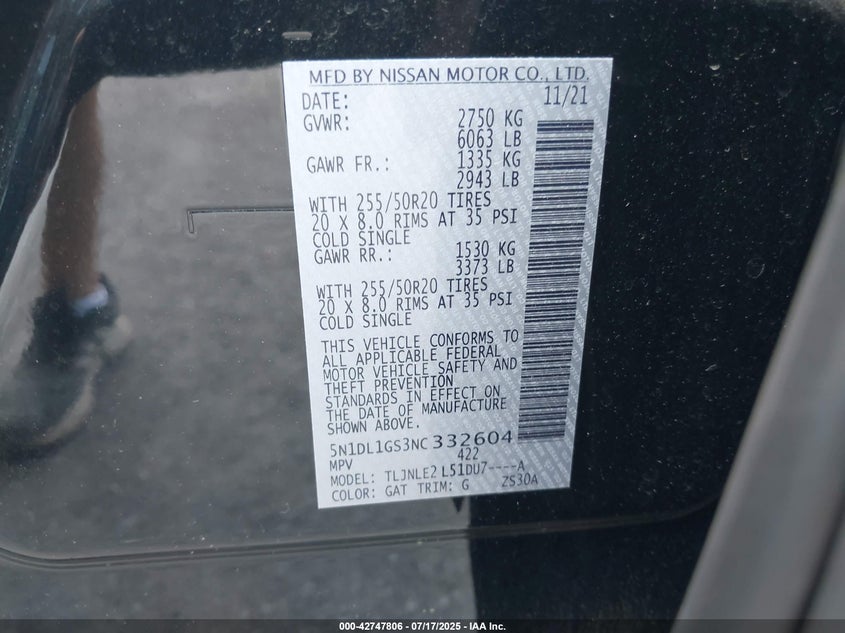 MFD BY NISSAN MOTOR CO., LTD.
DATE: 11/21
GVWR: 2750 KG
6063 LB
GAWR FR.: 1335 KG
2943 LB
WITH 255/50R20 TIRES
20 X 8.0 RIMS AT 35 PSI
COLD SINGLE
GAWR RR.: 1530 KG
3373 LB
WITH 255/50R20 TIRES
20 X 8.0 RIMS AT 35 PSI
COLD SINGLE
THIS VEHICLE CONFORMS TO
ALL APPLICABLE FEDERAL
MOTOR VEHICLE SAFETY AND
THEFT PREVENTION
STANDARDS IN EFFECT ON
THE DATE OF MANUFACTURE
SHOWN ABOVE.
5N1DL1GS3NC332604
MPV 422
MODEL: TLJNLE2L51DU7----A
COLOR: GAT TRIM: G ZS30A
000-42747806 - 07/17/2025 - IAA Inc.